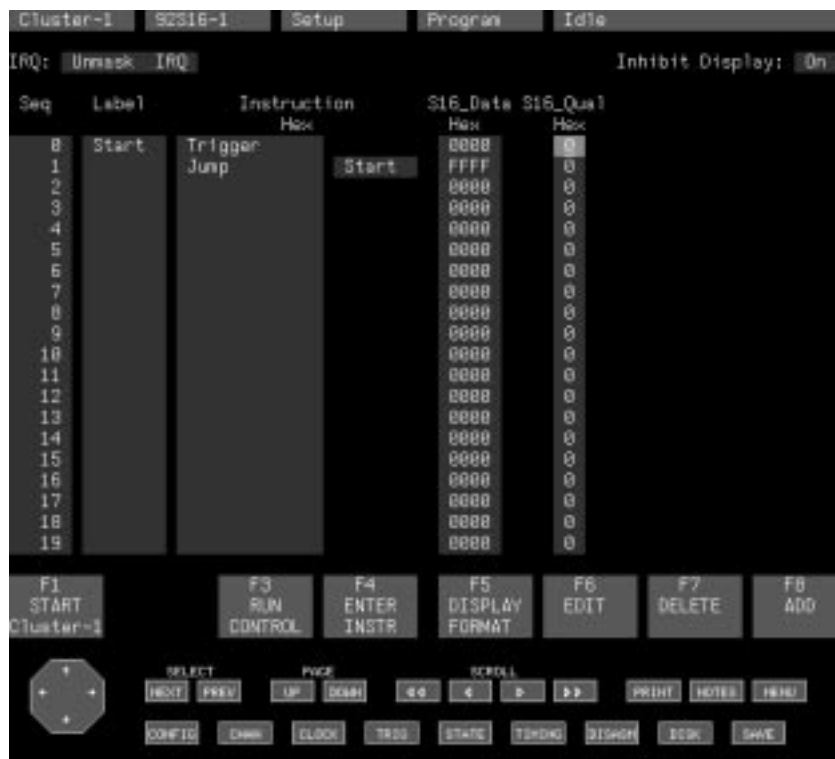 Cluster-1 92S16-1 Setup Program Idle
IRQ: Unmask IRQ Inhibit Display: On
Seq Label Instruction S16_Data S16_Qual
Hex Hex Hex
0 Start Trigger 0000 0
1 Jump Start FFFF 0
2 0000 0
3 0000 0
4 0000 0
5 0000 0
6 0000 0
7 0000 0
8 0000 0
9 0000 0
10 0000 0
11 0000 0
12 0000 0
13 0000 0
14 0000 0
15 0000 0
16 0000 0
17 0000 0
18 0000 0
19 0000 0
F1 F3 F4 F5 F6 F7 F8
START RUN ENTER DISPLAY EDIT DELETE ADD
Cluster-1 CONTROL INSTR FORMAT
SELECT PAGE SCROLL
NEXT PREV UP DOWN PRINT NOTES MENU
CONFIG CHAN CLOCK TRIG STATE TIMING DISASM DISK SAVE